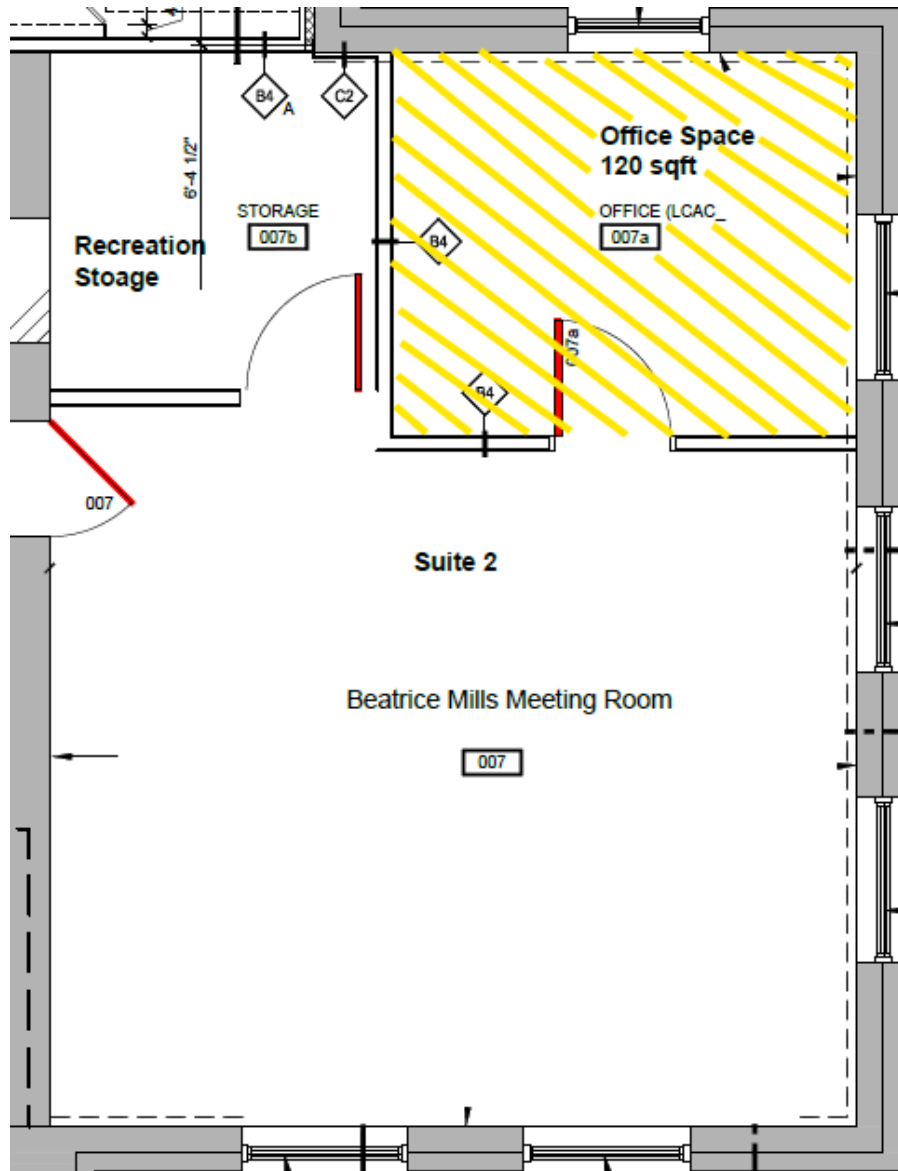 B4
A
C2
6'-4 1/2"
Office Space
120 sqft
STORAGE
007b
OFFICE (LCAC_
007a
Recreation
Stoage
B4
007a
B4
007
Suite 2
Beatrice Mills Meeting Room
007